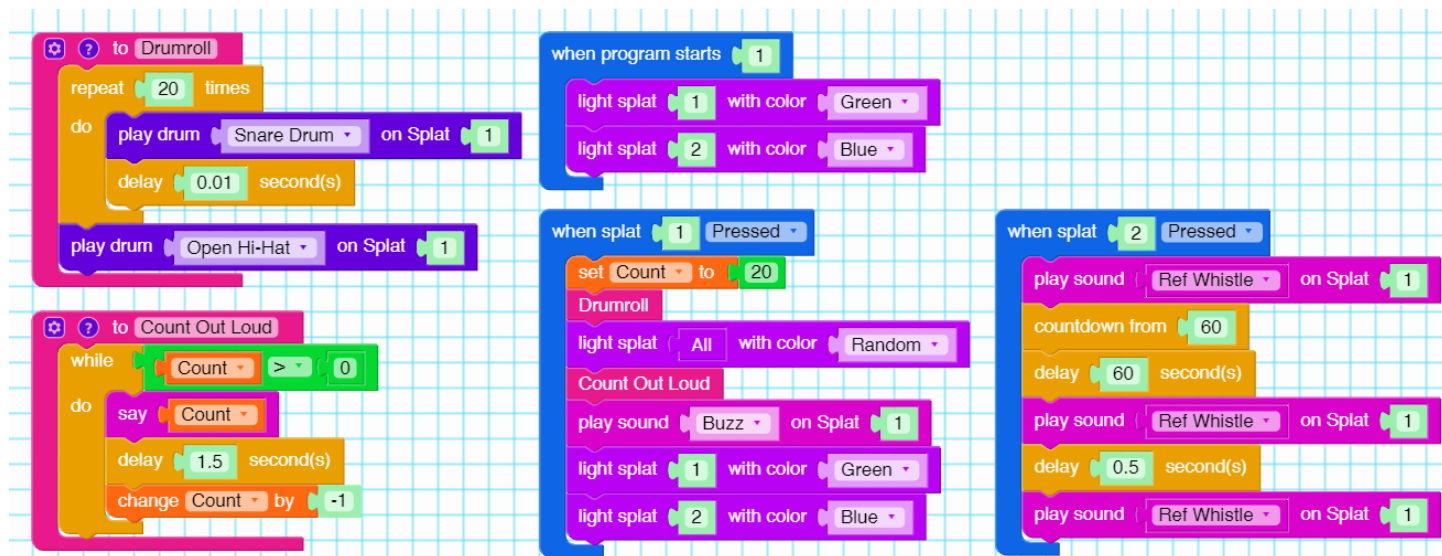 to Drumroll
repeat 20 times
do
play drum Snare Drum on Splat 1
delay 0.01 second(s)
play drum Open Hi-Hat on Splat 1
to Count Out Loud
while Count > 0
do
say Count
delay 1.5 second(s)
change Count by -1
when program starts 1
light splat 1 with color Green
light splat 2 with color Blue
when splat 1 Pressed
set Count to 20
Drumroll
light splat All with color Random
Count Out Loud
play sound Buzz on Splat 1
light splat 1 with color Green
light splat 2 with color Blue
when splat 2 Pressed
play sound Ref Whistle on Splat 1
countdown from 60
delay 60 second(s)
play sound Ref Whistle on Splat 1
delay 0.5 second(s)
play sound Ref Whistle on Splat 1